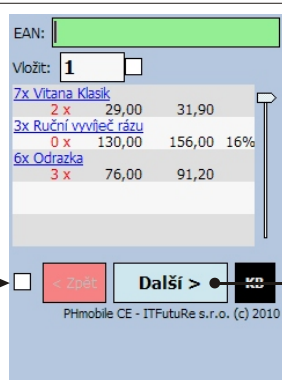 EAN:
Vložit: 1
7x Vitana Klasik
2 x 29,00 31,90
3x Ruční vyvíječ rázu
0 x 130,00 156,00 16%
6x Odrazka
3 x 76,00 91,20
< Zpět Další > KB
PHmobile CE - ITFutuRe s.r.o. (c) 2010